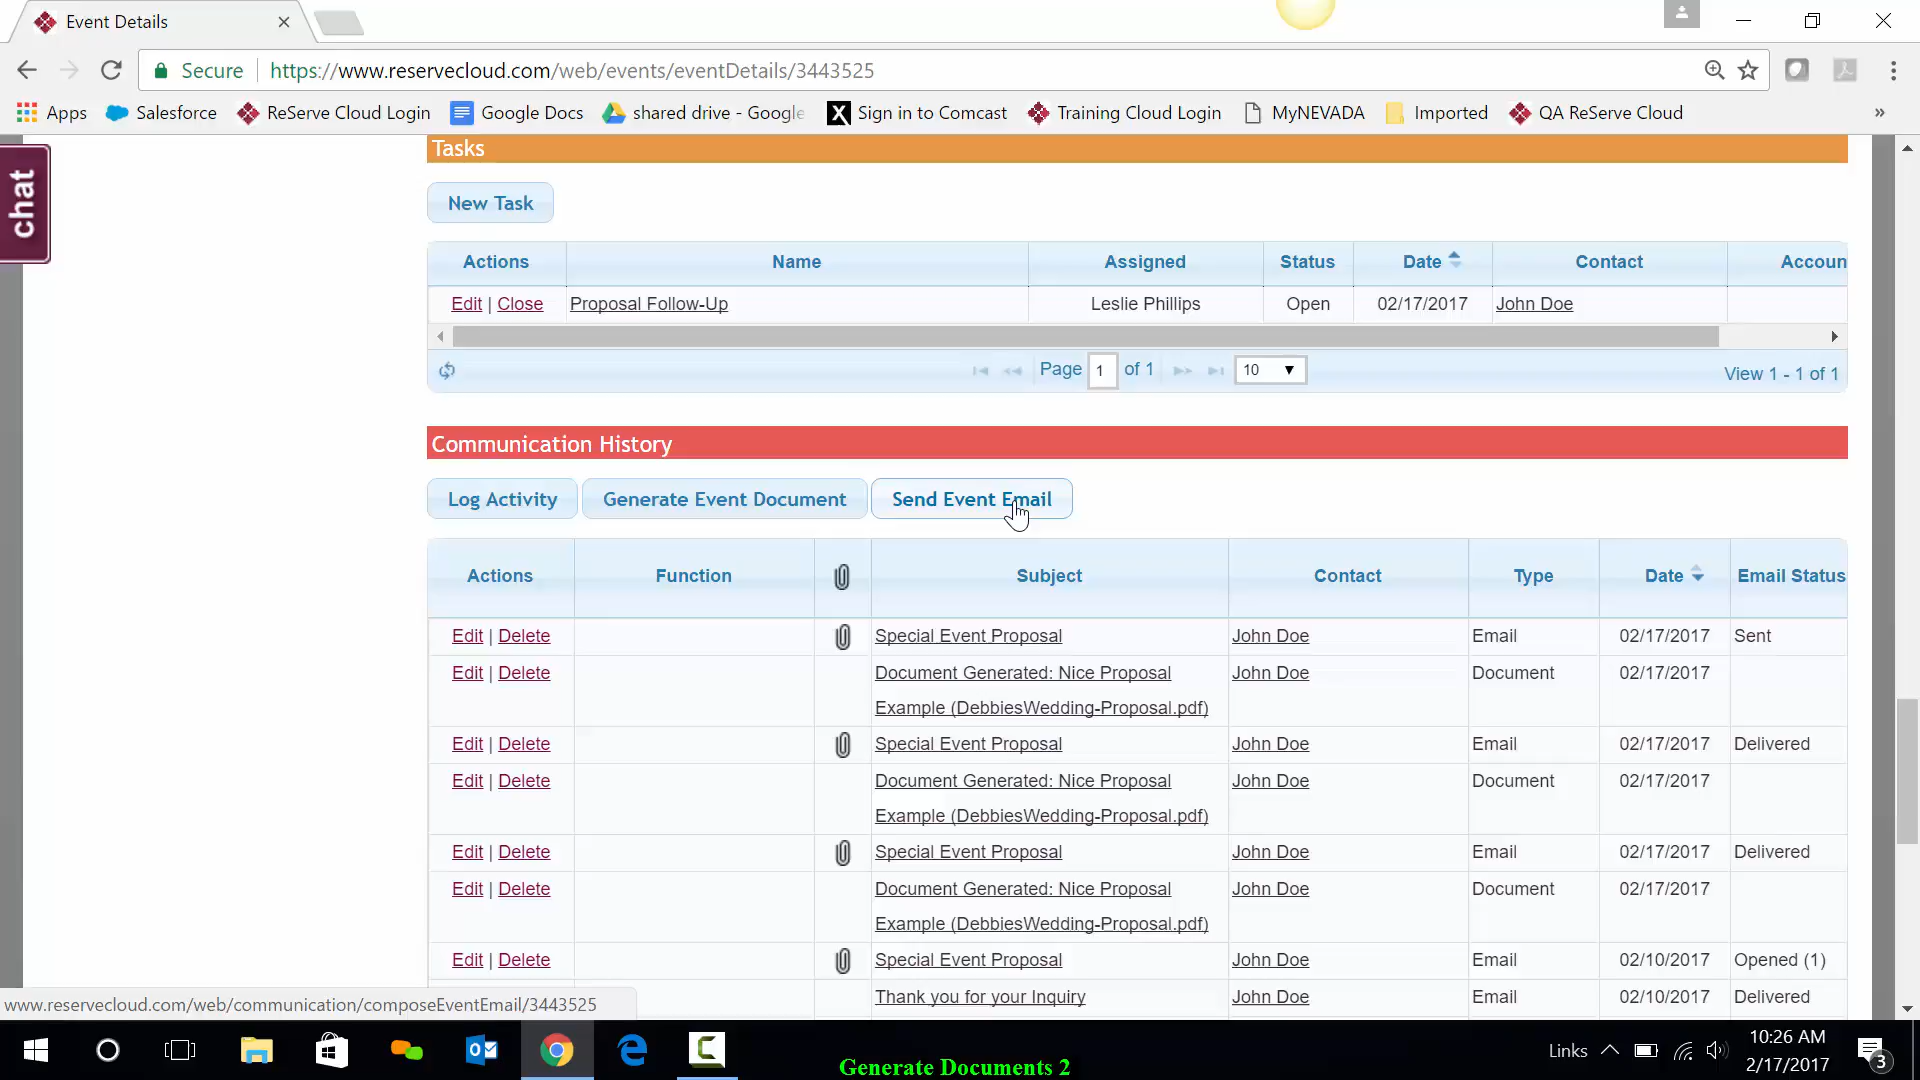 Event Details
Secure https://www.reservecloud.com/web/events/eventDetails/3443525
Apps Salesforce ReServe Cloud Login Google Docs shared drive - Google X Sign in to Comcast Training Cloud Login MyNEVADA Imported QA ReServe Cloud »
chat
Tasks
New Task
Actions Name Assigned Status Date Contact Accoun
Edit | Close Proposal Follow-Up Leslie Phillips Open 02/17/2017 John Doe
Page 1 of 1 10 View 1 - 1 of 1
Communication History
Log Activity Generate Event Document Send Event Email
Actions Function Subject Contact Type Date Email Status
Edit | Delete Special Event Proposal John Doe Email 02/17/2017 Sent
Edit | Delete Document Generated: Nice Proposal John Doe Document 02/17/2017
Example (DebbiesWedding-Proposal.pdf)
Edit | Delete Special Event Proposal John Doe Email 02/17/2017 Delivered
Edit | Delete Document Generated: Nice Proposal John Doe Document 02/17/2017
Example (DebbiesWedding-Proposal.pdf)
Edit | Delete Special Event Proposal John Doe Email 02/17/2017 Delivered
Edit | Delete Document Generated: Nice Proposal John Doe Document 02/17/2017
Example (DebbiesWedding-Proposal.pdf)
Edit | Delete Special Event Proposal John Doe Email 02/10/2017 Opened (1)
Thank you for your Inquiry John Doe Email 02/10/2017 Delivered
www.reservecloud.com/web/communication/composeEventEmail/3443525
Links 10:26 AM
2/17/2017 3
Generate Documents 2